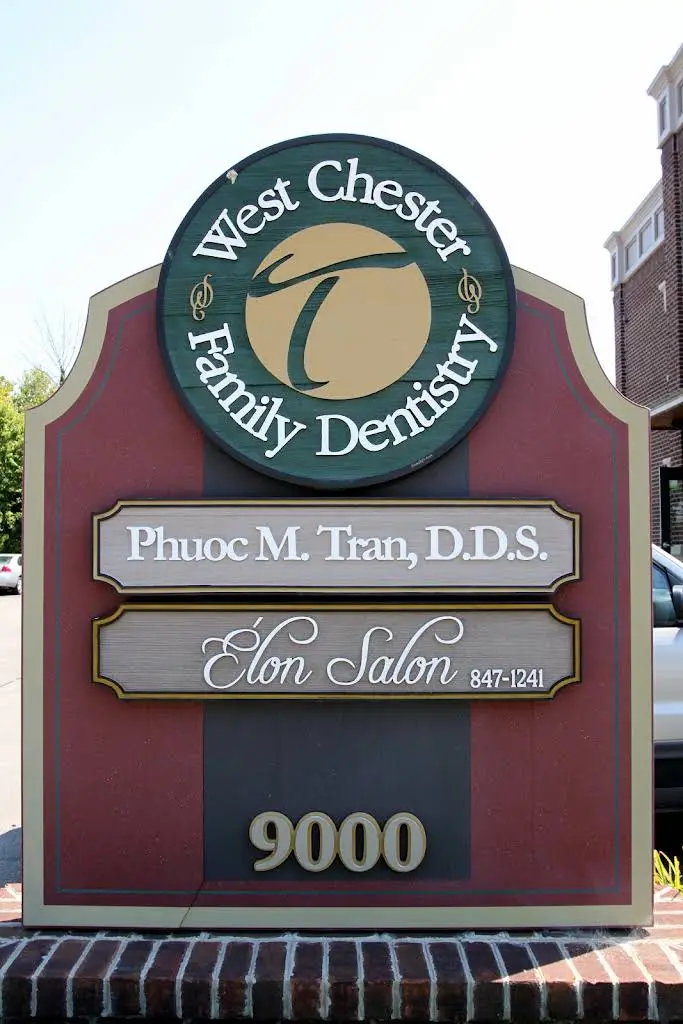 West Chester
T
Family Dentistry
Phuoc M. Tran, D.D.S.
Élon Salon 847-1241
9000